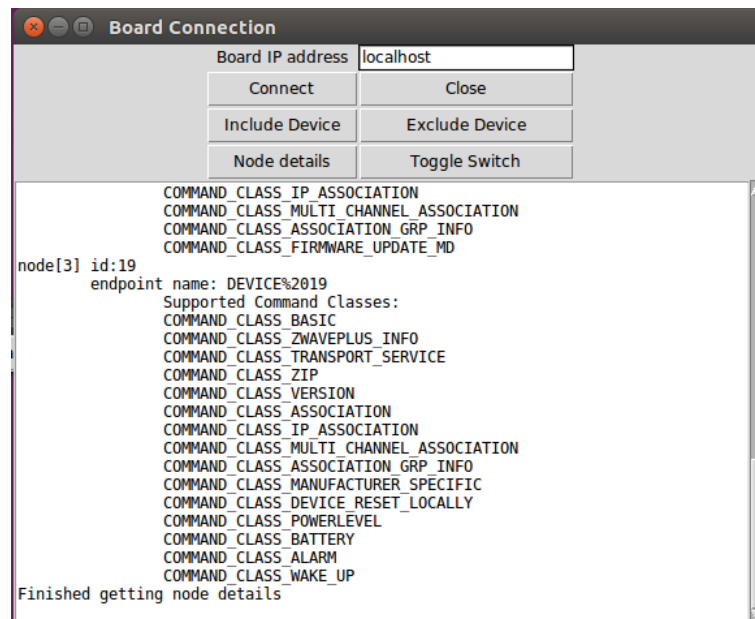 Board Connection
Board IP address localhost
Connect Close
Include Device Exclude Device
Node details Toggle Switch
COMMAND_CLASS_IP_ASSOCIATION
COMMAND_CLASS_MULTI_CHANNEL_ASSOCIATION
COMMAND_CLASS_ASSOCIATION_GRP_INFO
COMMAND_CLASS_FIRMWARE_UPDATE_MD
node[3] id:19
endpoint name: DEVICE%2019
Supported Command Classes:
COMMAND_CLASS_BASIC
COMMAND_CLASS_ZWAVEPLUS_INFO
COMMAND_CLASS_TRANSPORT_SERVICE
COMMAND_CLASS_ZIP
COMMAND_CLASS_VERSION
COMMAND_CLASS_ASSOCIATION
COMMAND_CLASS_IP_ASSOCIATION
COMMAND_CLASS_MULTI_CHANNEL_ASSOCIATION
COMMAND_CLASS_ASSOCIATION_GRP_INFO
COMMAND_CLASS_MANUFACTURER_SPECIFIC
COMMAND_CLASS_DEVICE_RESET_LOCALLY
COMMAND_CLASS_POWERLEVEL
COMMAND_CLASS_BATTERY
COMMAND_CLASS_ALARM
COMMAND_CLASS_WAKE_UP
Finished getting node details